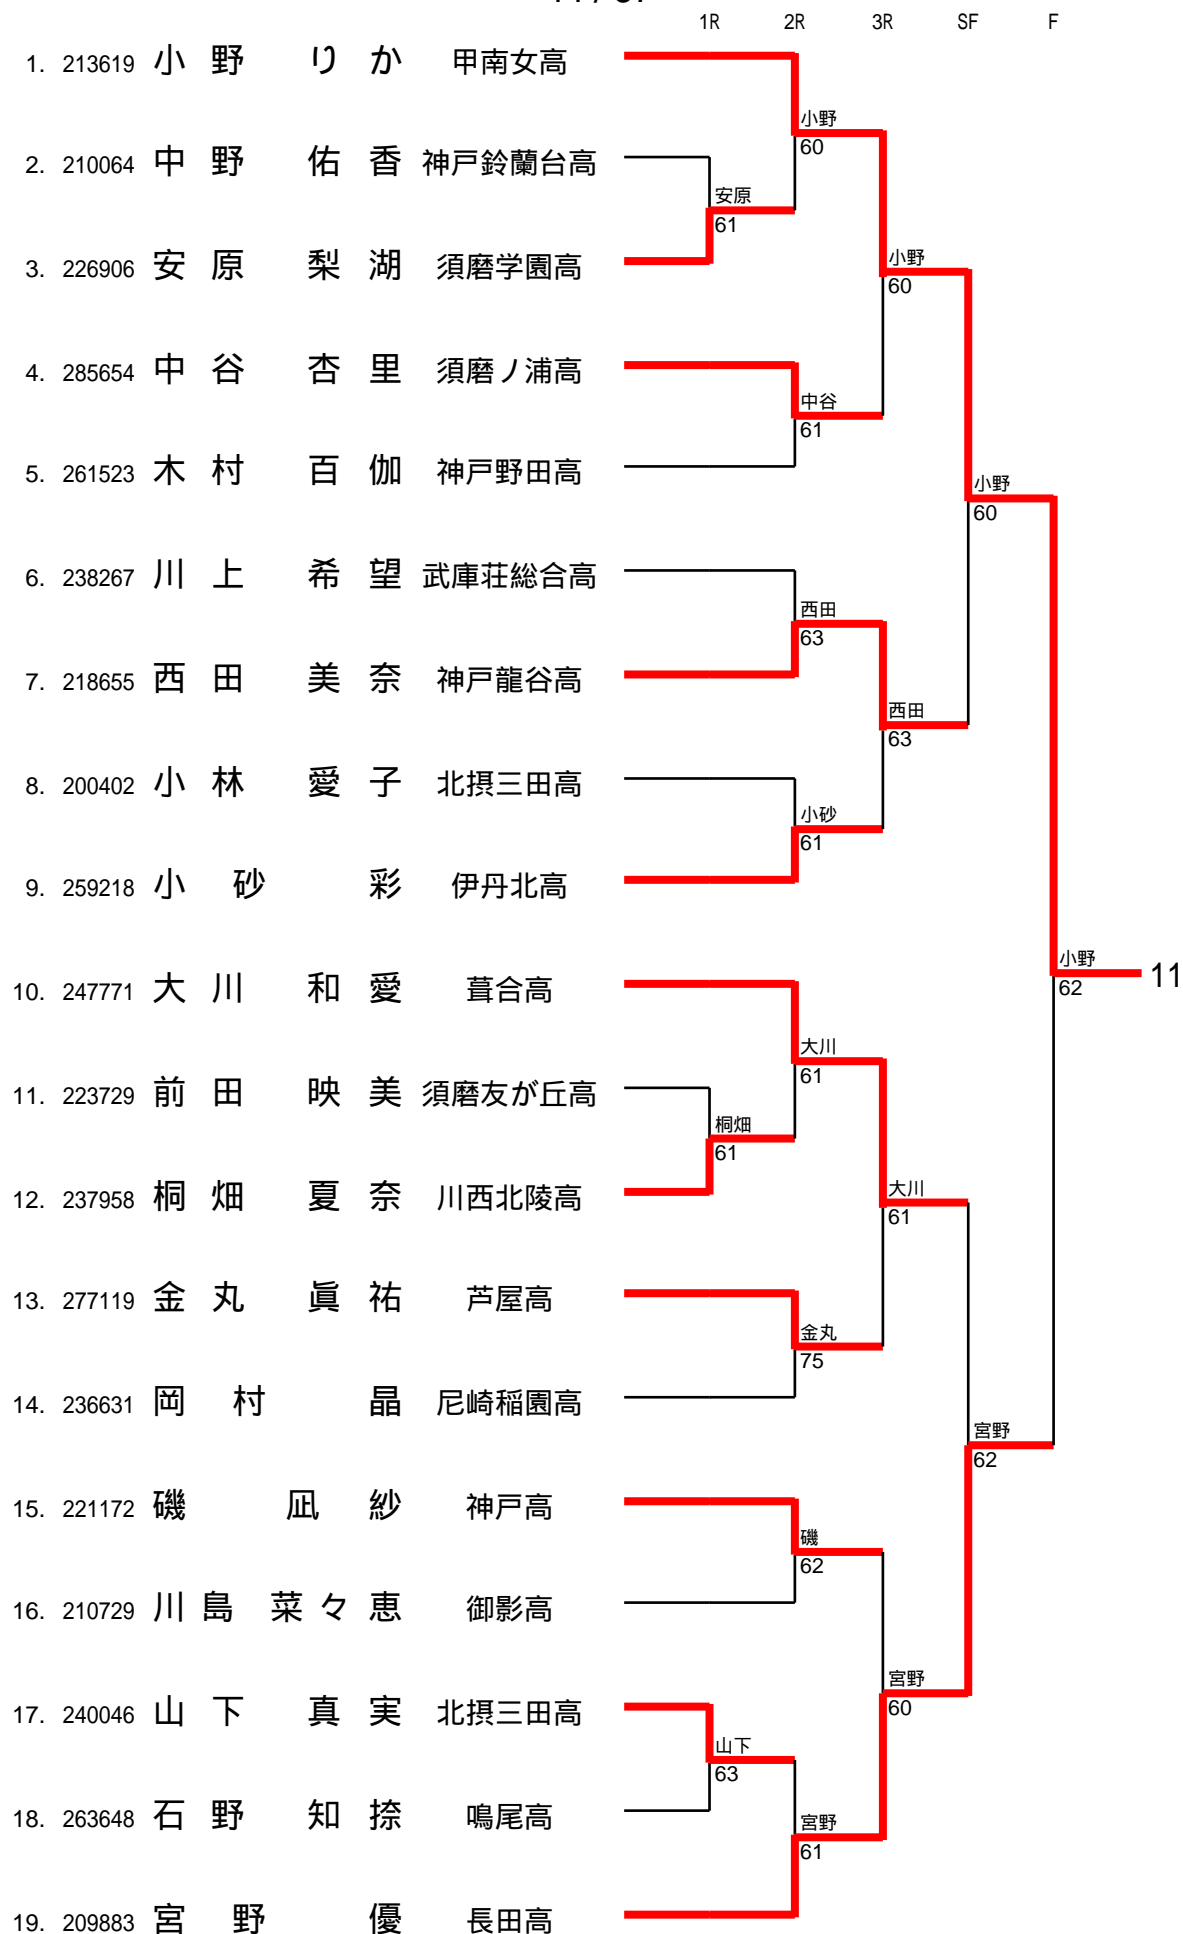 1R 2R 3R SF F
1. 213619 小野 りか 甲南女高
小野
60
2. 210064 中野 佑香 神戸鈴蘭台高
安原
61
3. 226906 安原 梨湖 須磨学園高
小野
60
4. 285654 中谷 杏里 須磨ノ浦高
中谷
61
5. 261523 木村 百伽 神戸野田高
小野
60
6. 238267 川上 希望 武庫荘総合高
西田
63
7. 218655 西田 美奈 神戸龍谷高
西田
63
8. 200402 小林 愛子 北摂三田高
小砂
61
9. 259218 小砂 彩 伊丹北高
小野
62
11
10. 247771 大川 和愛 葺合高
大川
61
11. 223729 前田 映美 須磨友が丘高
桐畑
61
12. 237958 桐畑 夏奈 川西北陵高
大川
61
13. 277119 金丸 眞祐 芦屋高
金丸
75
14. 236631 岡村 晶 尼崎稲園高
宮野
62
15. 221172 磯 凪紗 神戸高
磯
62
16. 210729 川島 菜々恵 御影高
宮野
60
17. 240046 山下 真実 北摂三田高
山下
63
18. 263648 石野 知捺 鳴尾高
宮野
61
19. 209883 宮野 優 長田高